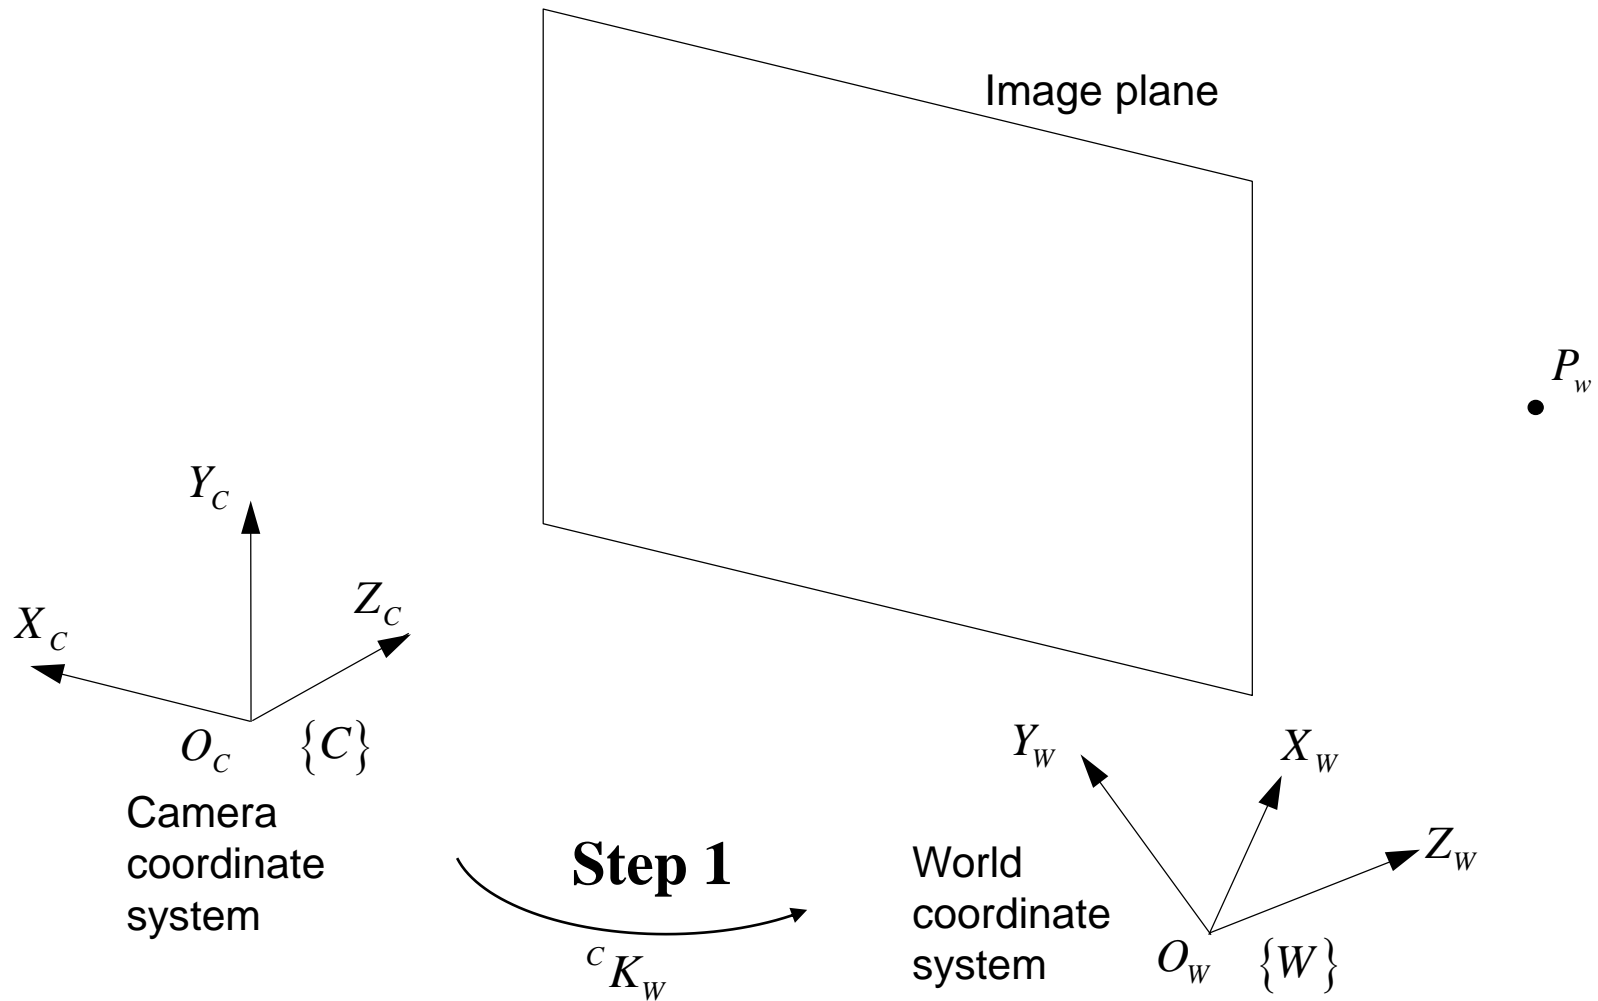 Image plane
P_w
Y_C
Z_C
X_C
O_C {C}
Camera
coordinate
system
Step 1
^C K_W
Y_W
X_W
Z_W
World
coordinate
system
O_W {W}